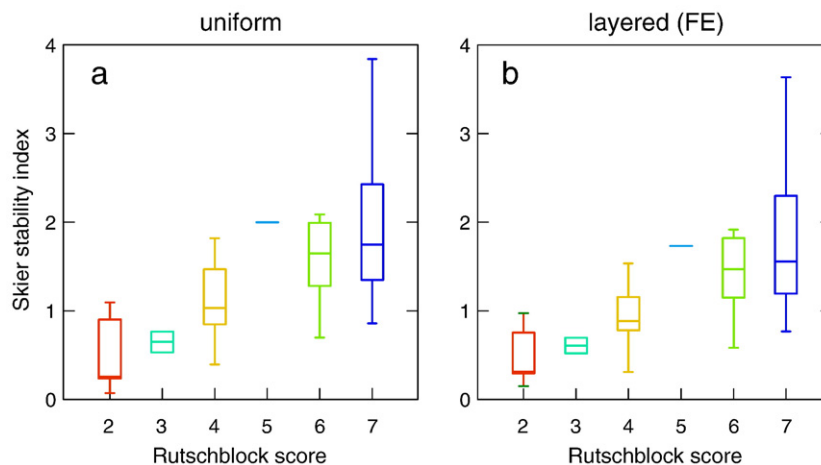 uniform
layered (FE)
a
b
4
3
2
1
0
4
3
2
1
0
Skier stability index
2 3 4 5 6 7
2 3 4 5 6 7
Rutschblock score
Rutschblock score